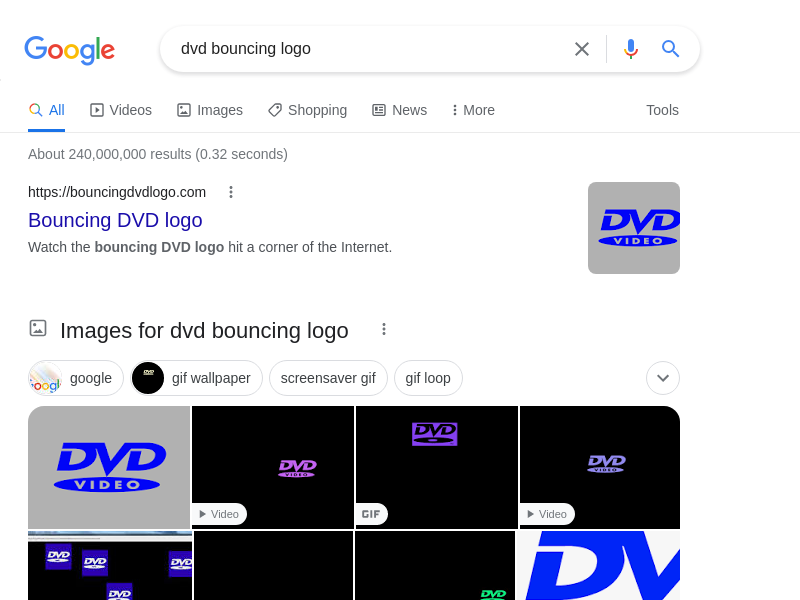 Google
dvd bouncing logo
All Videos Images Shopping News More Tools
About 240,000,000 results (0.32 seconds)
https://bouncingdvdlogo.com
Bouncing DVD logo
Watch the bouncing DVD logo hit a corner of the Internet.
DVD
VIDEO
Images for dvd bouncing logo
google gif wallpaper screensaver gif gif loop
DVD
VIDEO
DVD
VIDEO
Video
DVD
GIF
DVD
VIDEO
Video
DVD
DVD
DVD
DVD
DVD
DVD